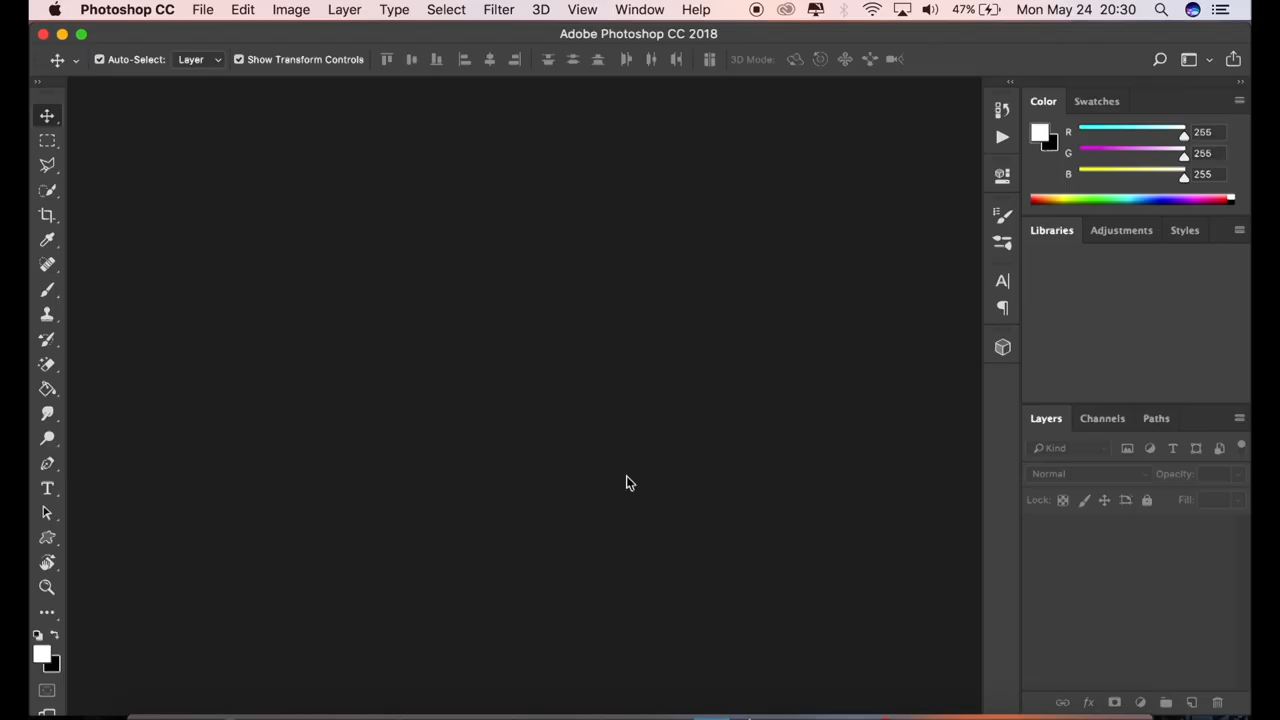 Photoshop CC File Edit Image Layer Type Select Filter 3D View Window Help 47% Mon May 24 20:30
Adobe Photoshop CC 2018
Auto-Select: Layer Show Transform Controls 3D Mode:
Color Swatches
R 255
G 255
B 255
Libraries Adjustments Styles
Layers Channels Paths
Kind
Normal Opacity:
Lock: Fill: